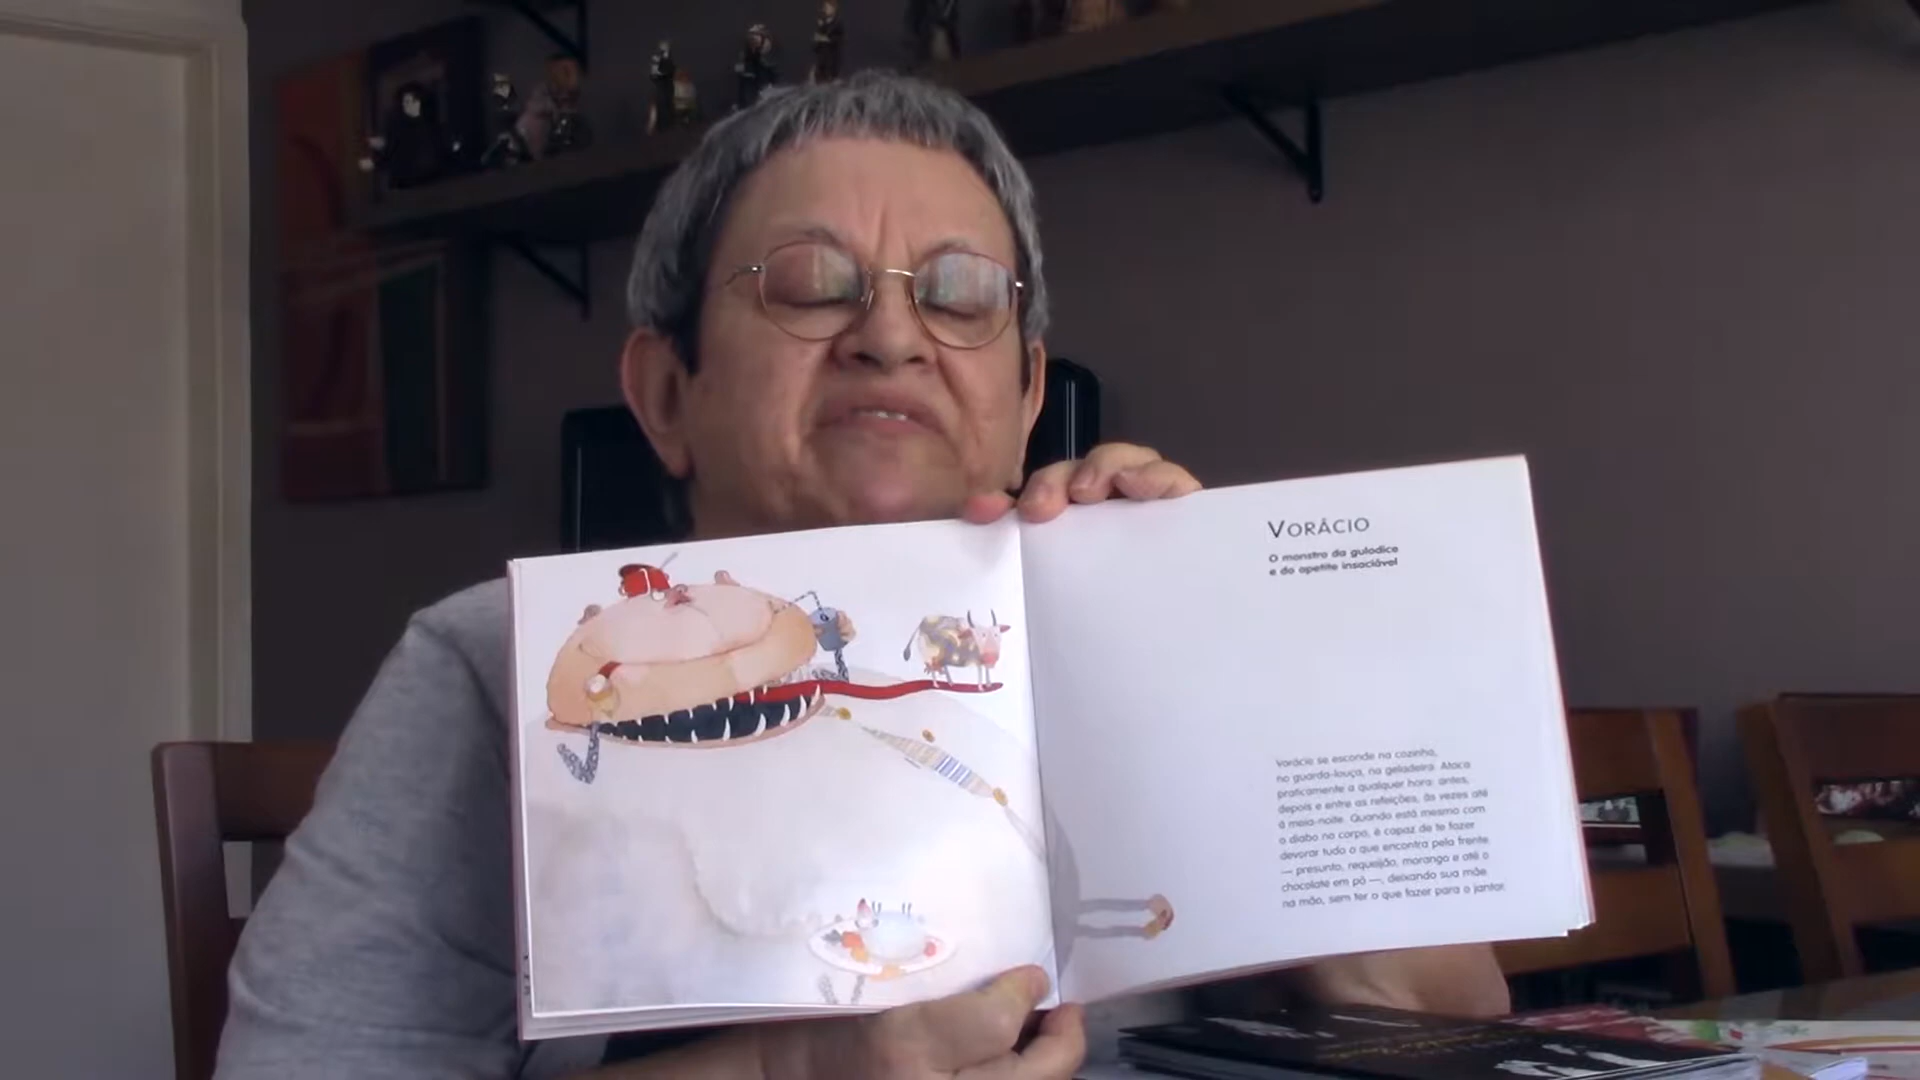 VORÁCIO
O monstro da gulodice
e do apetite insaciável
Vorácio se esconde na cozinha,
no guarda-louça, na geladeira. Ataca
praticamente a qualquer hora: antes,
depois e entre as refeições, às vezes até
à meia-noite. Quando está mesmo com
o diabo no corpo, é capaz de te fazer
devorar tudo o que encontra pela frente
— presunto, requeijão, morango e até o
chocolate em pó —, deixando sua mãe
na mão, sem ter o que fazer para o jantar.